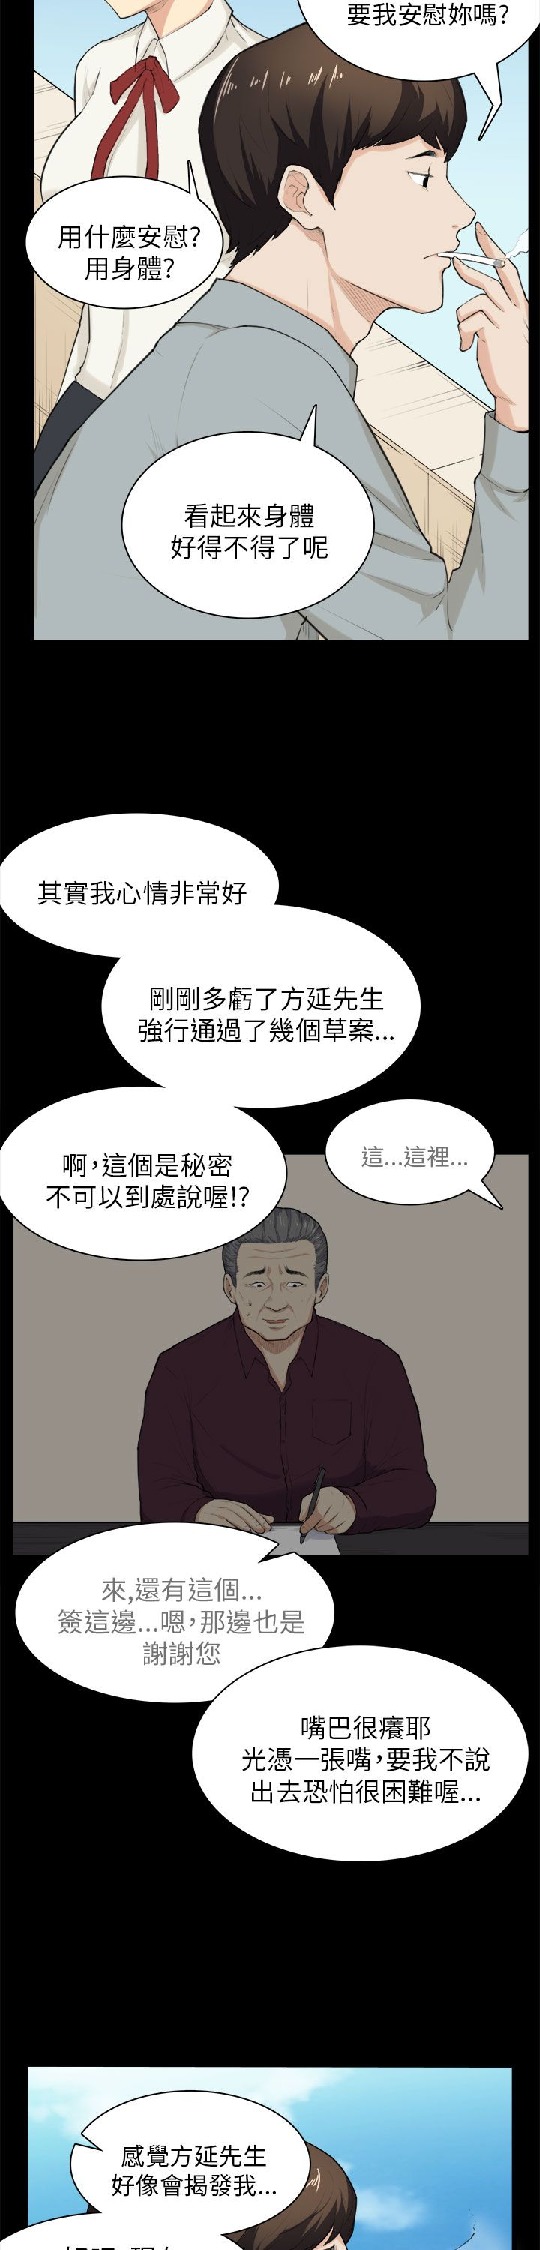 要我安慰妳嗎?
用什麼安慰?
用身體?
看起來身體
好得不得了呢
其實我心情非常好
剛剛多虧了方延先生
強行通過了幾個草案...
啊,這個是秘密
不可以到處說喔!?
這...這裡...
來,還有這個...
簽這邊...嗯,那邊也是
謝謝您
嘴巴很癢耶
光憑一張嘴,要我不說
出去恐怕很困難喔...
感覺方延先生
好像會揭發我...